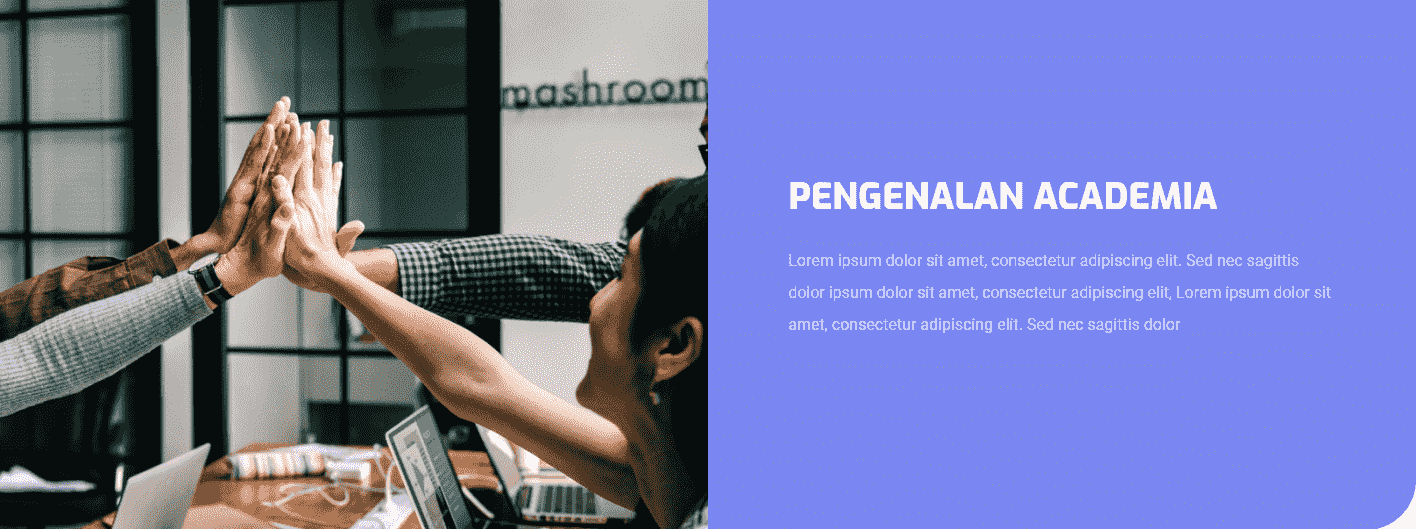 mashroom
PENGENALAN ACADEMIA
Lorem ipsum dolor sit amet, consectetur adipiscing elit. Sed nec sagittis
dolor ipsum dolor sit amet, consectetur adipiscing elit, Lorem ipsum dolor sit
amet, consectetur adipiscing elit. Sed nec sagittis dolor